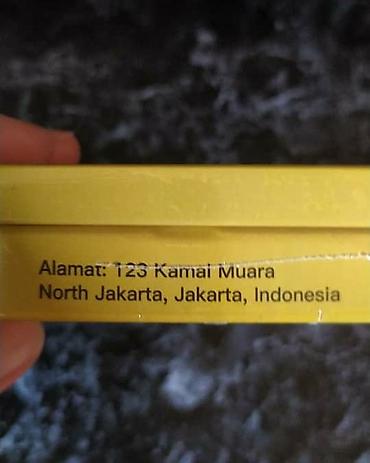 Alamat: 123 Kamal Muara
North Jakarta, Jakarta, Indonesia